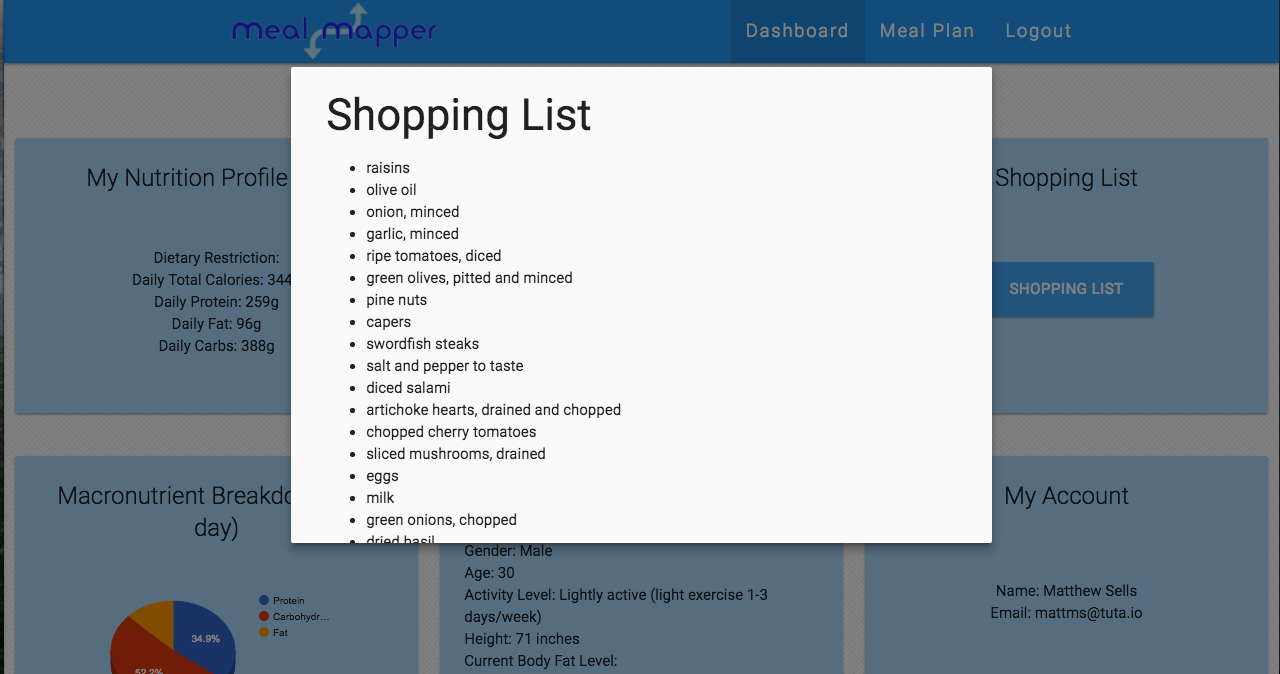 meal mapper
Dashboard
Meal Plan
Logout
Shopping List
• raisins
• olive oil
• onion, minced
• garlic, minced
• ripe tomatoes, diced
• green olives, pitted and minced
• pine nuts
• capers
• swordfish steaks
• salt and pepper to taste
• diced salami
• artichoke hearts, drained and chopped
• chopped cherry tomatoes
• sliced mushrooms, drained
• eggs
• milk
• green onions, chopped
• dried basil
My Nutrition Profile
Dietary Restriction:
Daily Total Calories: 344
Daily Protein: 259g
Daily Fat: 96g
Daily Carbs: 388g
Shopping List
SHOPPING LIST
Macronutrient Breakdo
day)
Protein
Carbohydr...
Fat
34.9%
52.2%
Gender: Male
Age: 30
Activity Level: Lightly active (light exercise 1-3
days/week)
Height: 71 inches
Current Body Fat Level:
My Account
Name: Matthew Sells
Email: mattms@tuta.io